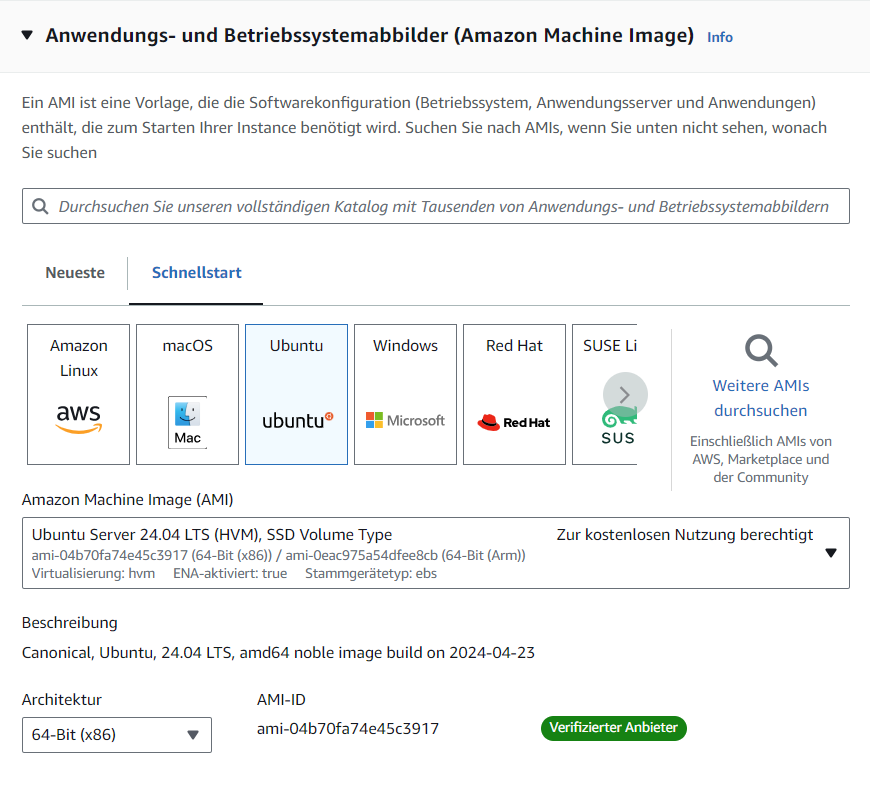 Anwendungs- und Betriebssystemabbilder (Amazon Machine Image) Info
Ein AMI ist eine Vorlage, die die Softwarekonfiguration (Betriebssystem, Anwendungsserver und Anwendungen)
enthält, die zum Starten Ihrer Instance benötigt wird. Suchen Sie nach AMIs, wenn Sie unten nicht sehen, wonach
Sie suchen
Durchsuchen Sie unseren vollständigen Katalog mit Tausenden von Anwendungs- und Betriebssystemabbildern
Neueste
Schnellstart
Amazon
Linux
aws
macOS
Mac
Ubuntu
ubuntu
Windows
Microsoft
Red Hat
Red Hat
SUSE Li
SUS
Weitere AMIs
durchsuchen
Einschließlich AMIs von
AWS, Marketplace und
der Community
Amazon Machine Image (AMI)
Ubuntu Server 24.04 LTS (HVM), SSD Volume Type
Zur kostenlosen Nutzung berechtigt
ami-04b70fa74e45c3917 (64-Bit (x86)) / ami-0eac975a54dfee8cb (64-Bit (Arm))
Virtualisierung: hvm ENA-aktiviert: true Stammgerätetyp: ebs
Beschreibung
Canonical, Ubuntu, 24.04 LTS, amd64 noble image build on 2024-04-23
Architektur
64-Bit (x86)
AMI-ID
ami-04b70fa74e45c3917
Verifizierter Anbieter